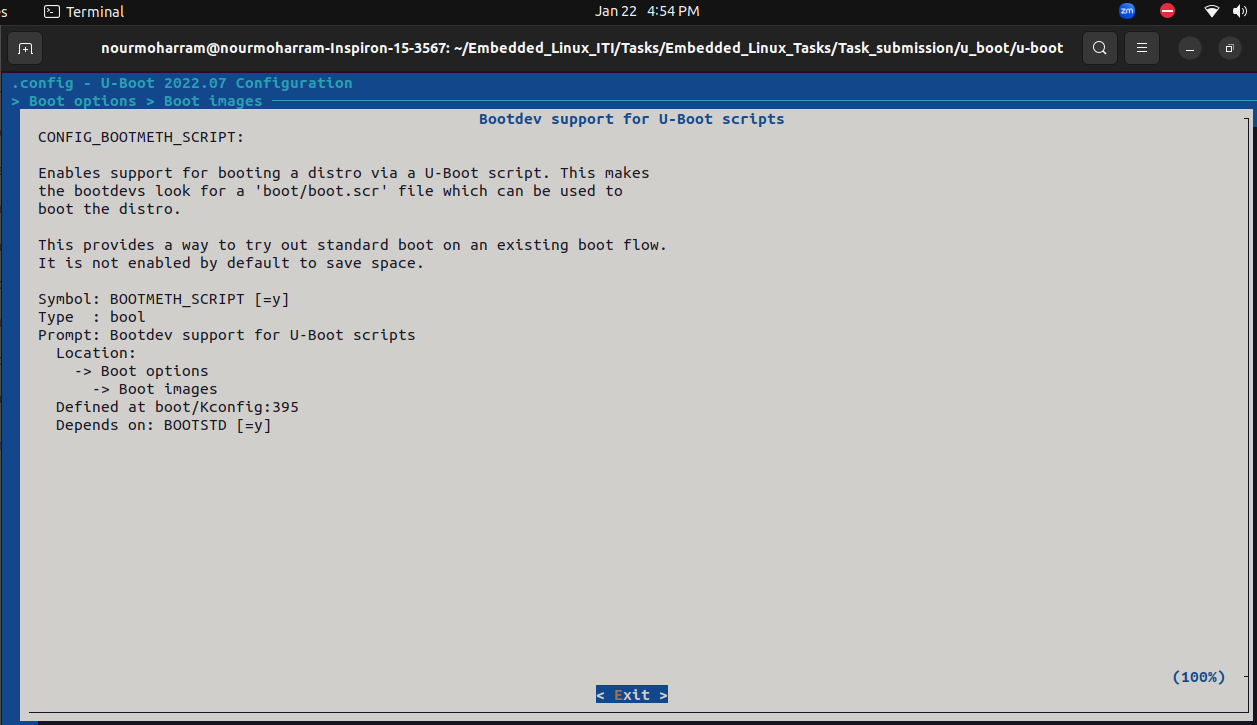 Terminal
Jan 22 4:54 PM
zm
nourmoharram@nourmoharram-Inspiron-15-3567: ~/Embedded_Linux_ITI/Tasks/Embedded_Linux_Tasks/Task_submission/u_boot/u-boot
.config - U-Boot 2022.07 Configuration
> Boot options > Boot images
Bootdev support for U-Boot scripts
CONFIG_BOOTMETH_SCRIPT:
Enables support for booting a distro via a U-Boot script. This makes
the bootdevs look for a 'boot/boot.scr' file which can be used to
boot the distro.
This provides a way to try out standard boot on an existing boot flow.
It is not enabled by default to save space.
Symbol: BOOTMETH_SCRIPT [=y]
Type  : bool
Prompt: Bootdev support for U-Boot scripts
Location:
-> Boot options
-> Boot images
Defined at boot/Kconfig:395
Depends on: BOOTSTD [=y]
(100%)
< Exit >